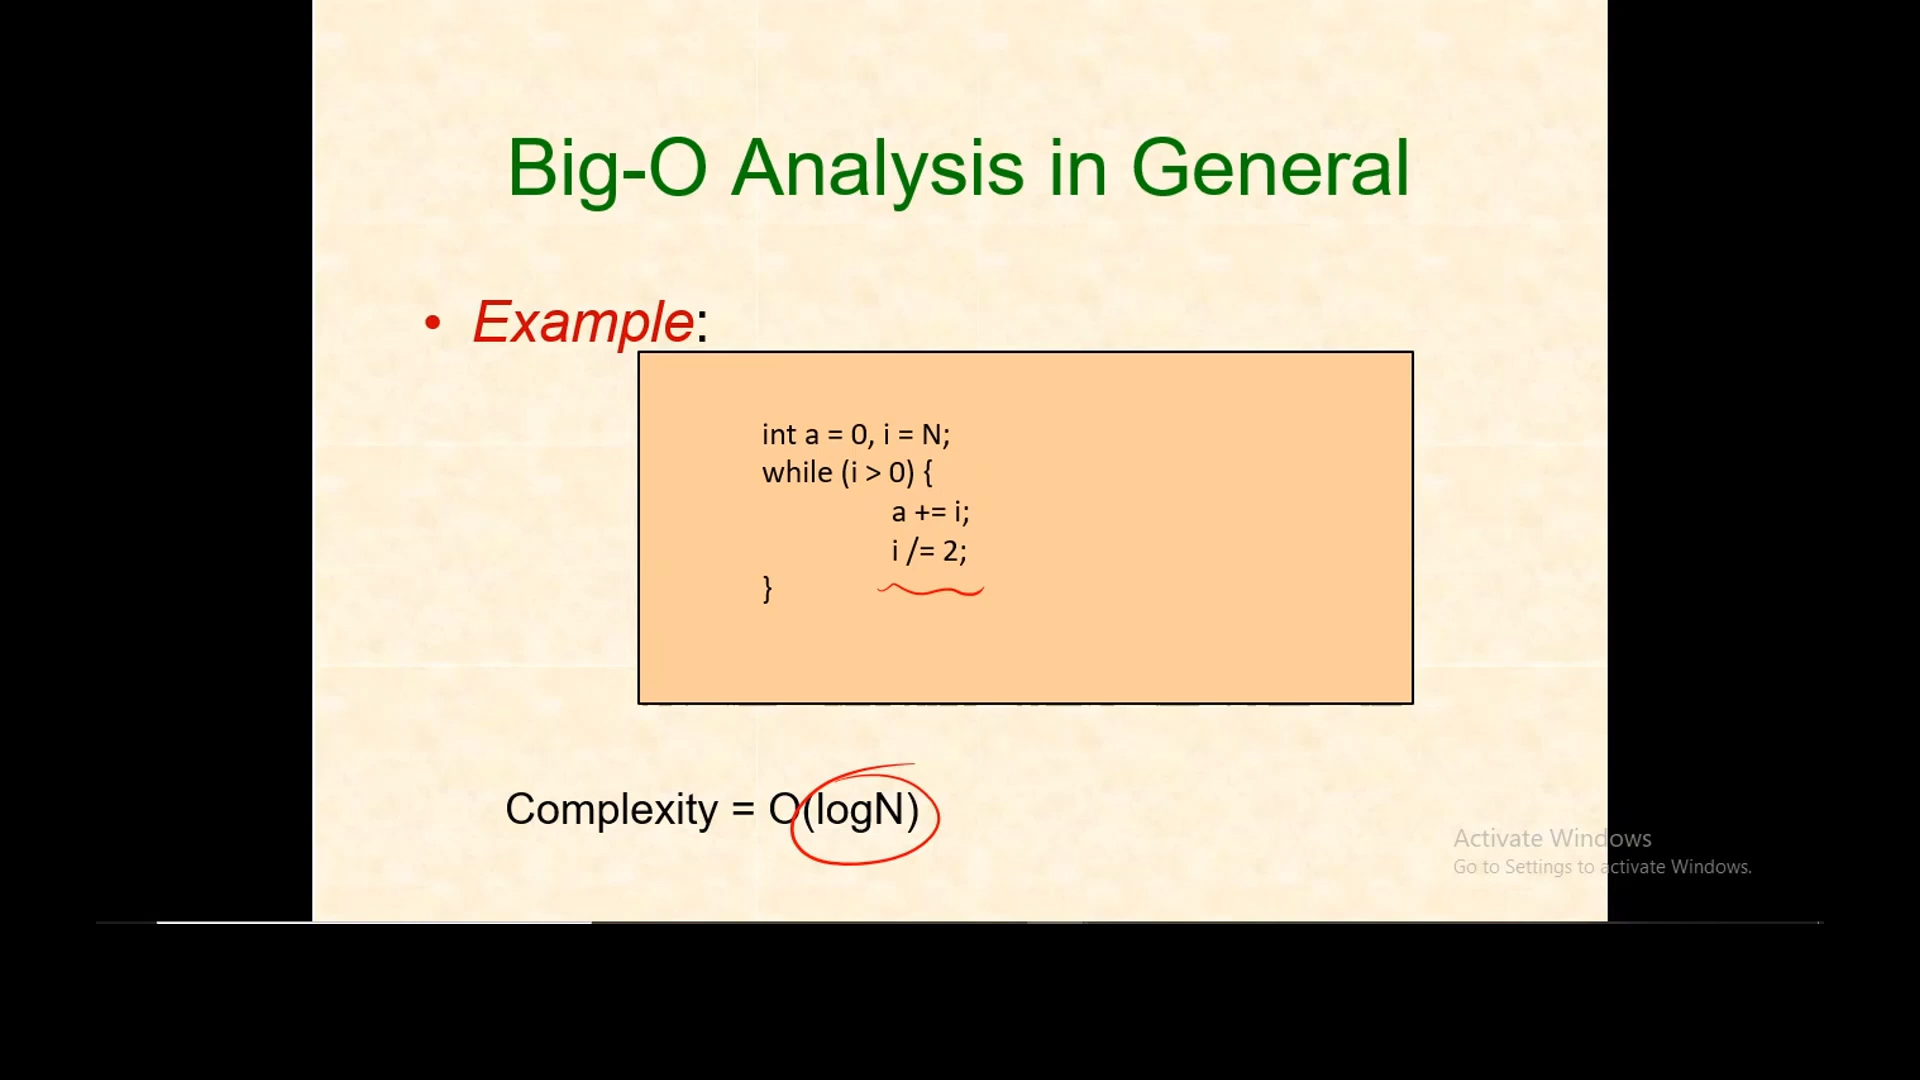 Big-O Analysis in General
• Example:
int a = 0, i = N;
while (i > 0) {
a += i;
i /= 2;
}
Complexity = O(logN)
Activate Windows
Go to Settings to activate Windows.